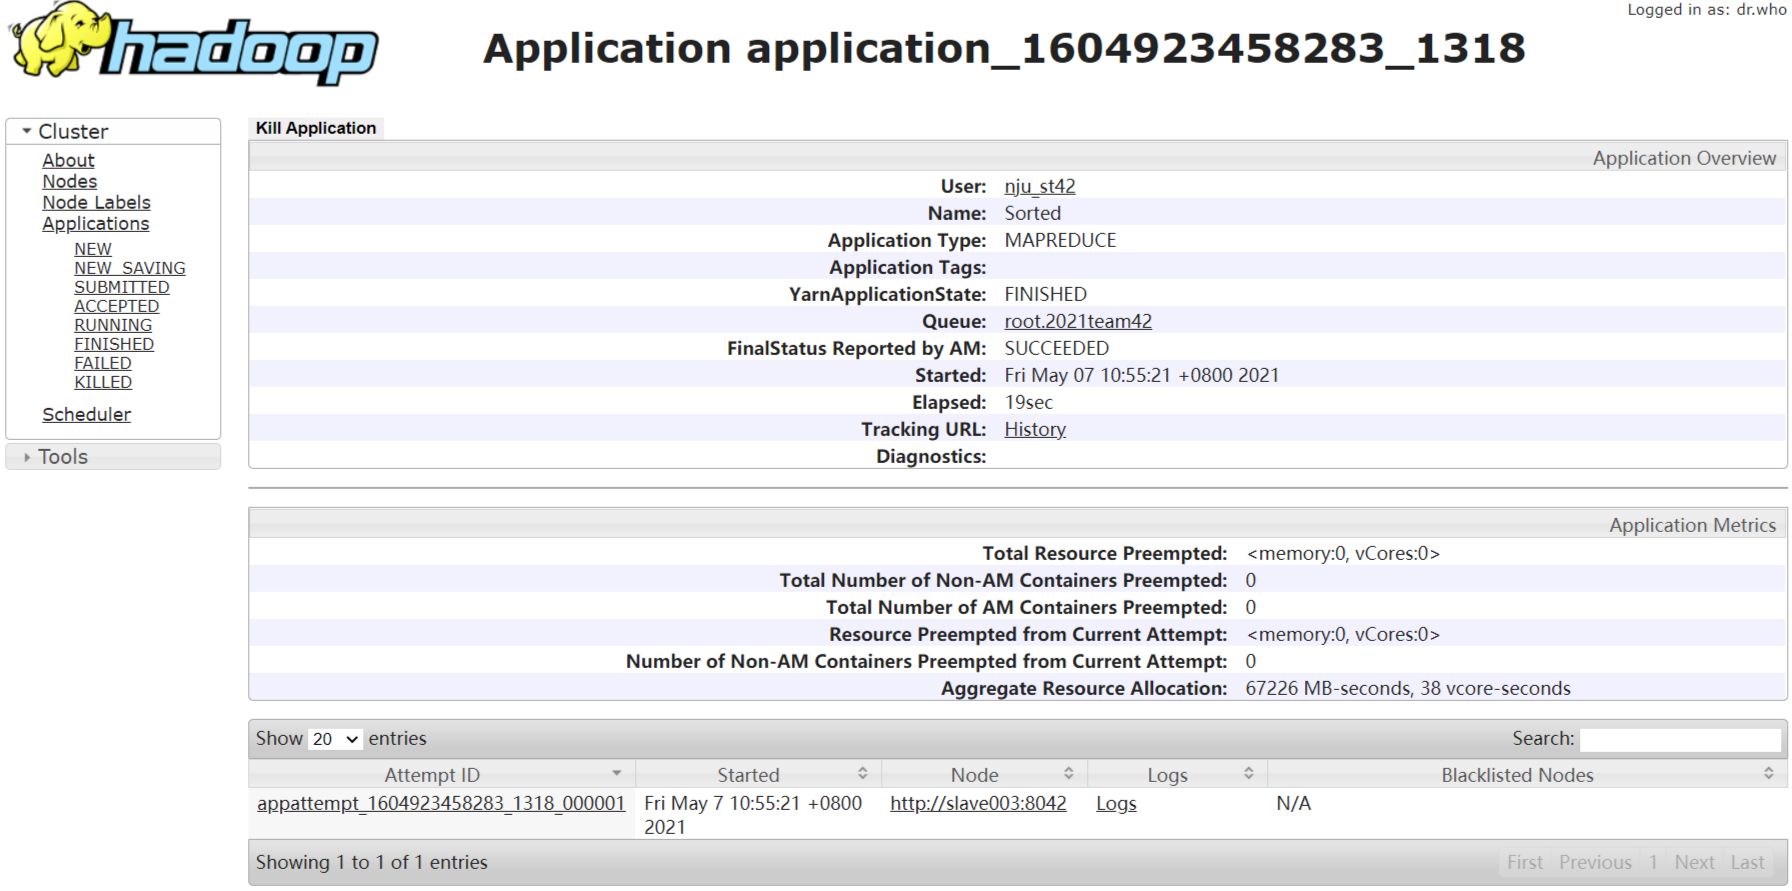 Logged in as: dr.who
hadoop
Application application_1604923458283_1318
Cluster
About
Nodes
Node Labels
Applications
NEW
NEW_SAVING
SUBMITTED
ACCEPTED
RUNNING
FINISHED
FAILED
KILLED
Scheduler
Tools
Kill Application
Application Overview
User: nju_st42
Name: Sorted
Application Type: MAPREDUCE
Application Tags:
YarnApplicationState: FINISHED
Queue: root.2021team42
FinalStatus Reported by AM: SUCCEEDED
Started: Fri May 07 10:55:21 +0800 2021
Elapsed: 19sec
Tracking URL: History
Diagnostics:
Application Metrics
Total Resource Preempted: <memory:0, vCores:0>
Total Number of Non-AM Containers Preempted: 0
Total Number of AM Containers Preempted: 0
Resource Preempted from Current Attempt: <memory:0, vCores:0>
Number of Non-AM Containers Preempted from Current Attempt: 0
Aggregate Resource Allocation: 67226 MB-seconds, 38 vcore-seconds
Show 20 entries Search:
Attempt ID Started Node Logs Blacklisted Nodes
appattempt_1604923458283_1318_000001 Fri May 7 10:55:21 +0800 http://slave003:8042 Logs N/A
2021
Showing 1 to 1 of 1 entries First Previous 1 Next Last